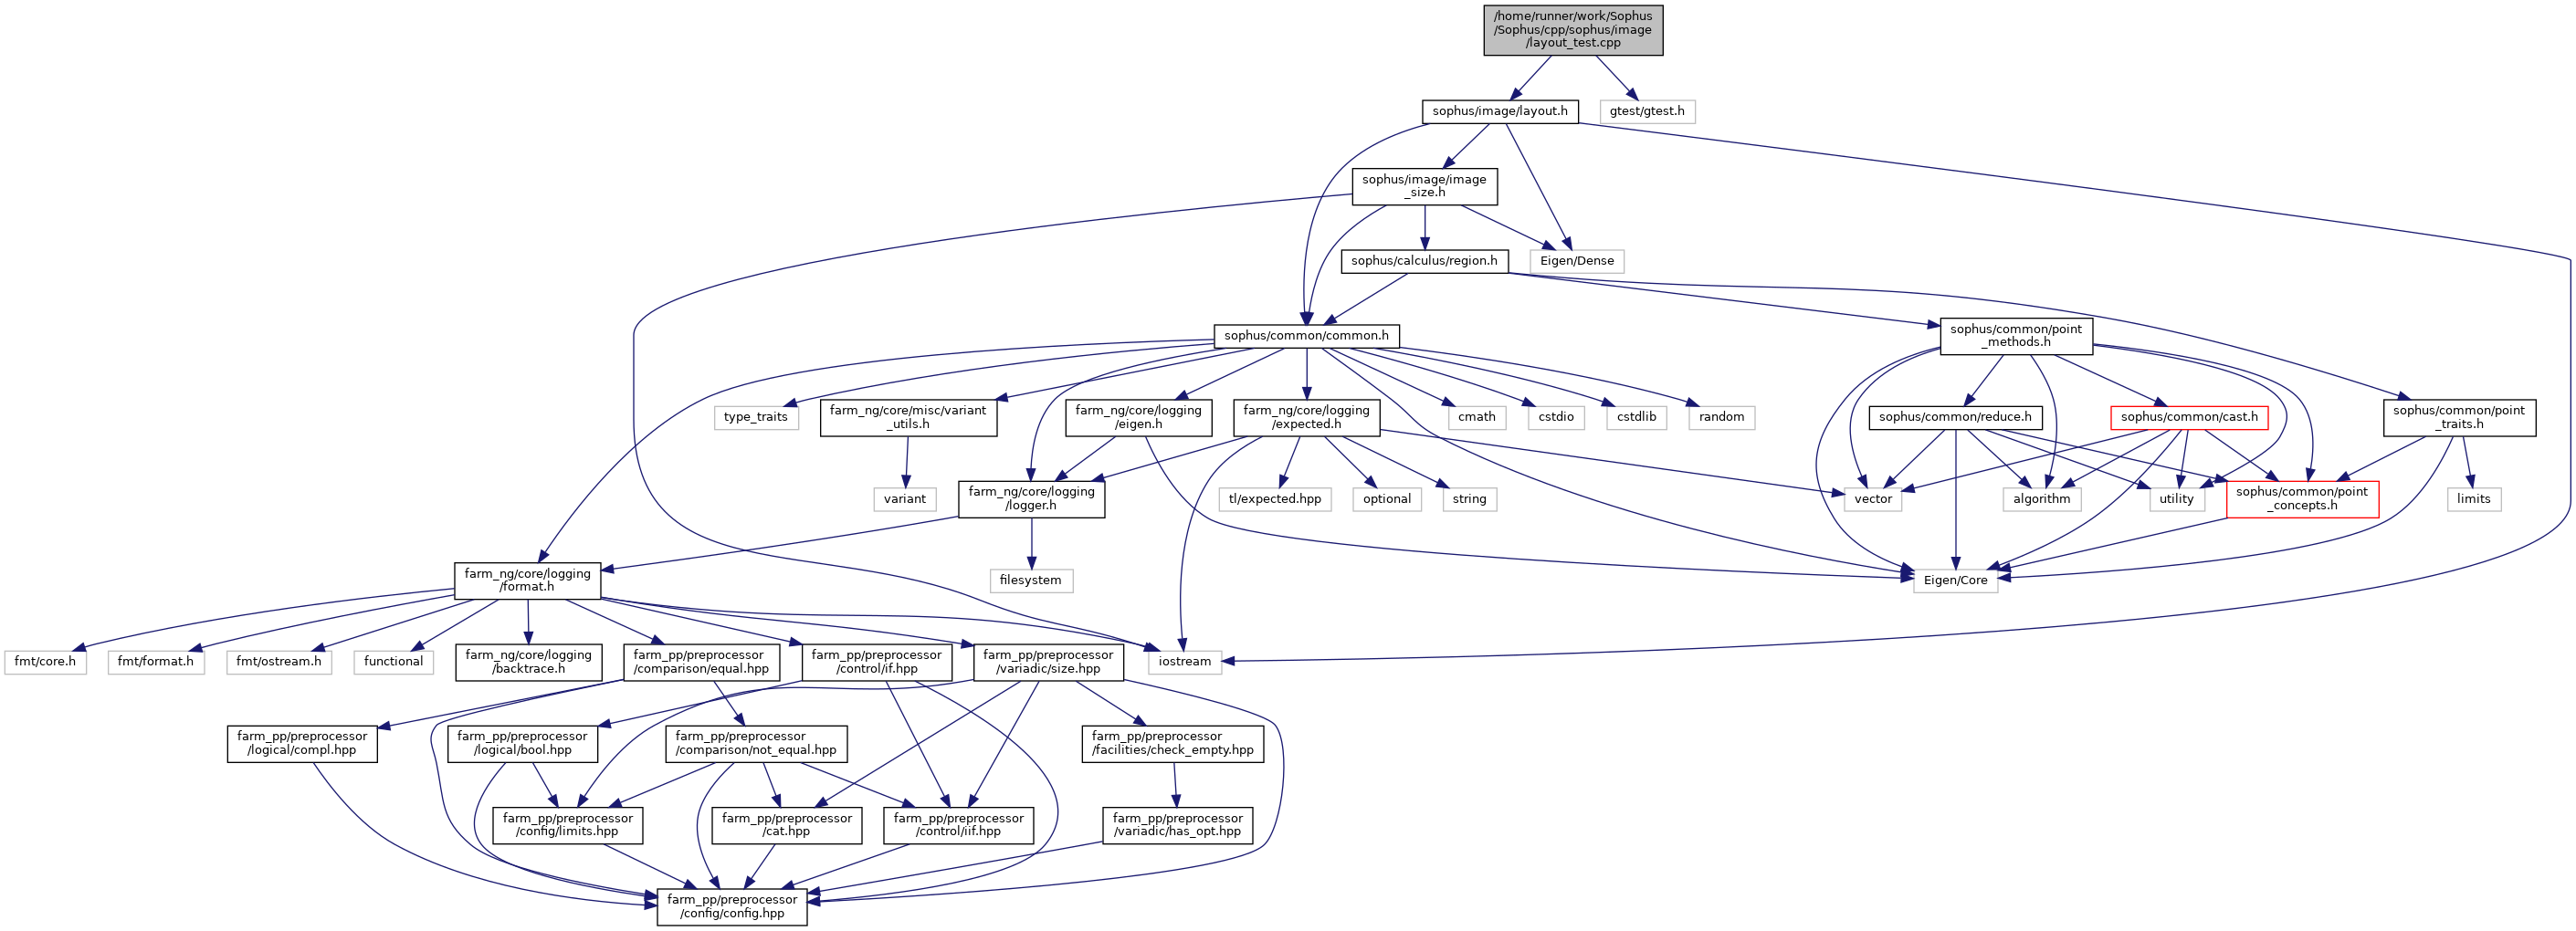 /home/runner/work/Sophus
/Sophus/cpp/sophus/image
/layout_test.cpp
sophus/image/layout.h
gtest/gtest.h
sophus/image/image
_size.h
sophus/calculus/region.h
Eigen/Dense
sophus/common/common.h
sophus/common/point
_methods.h
type_traits
farm_ng/core/misc/variant
_utils.h
farm_ng/core/logging
/eigen.h
farm_ng/core/logging
/expected.h
cmath
cstdio
cstdlib
random
sophus/common/reduce.h
sophus/common/cast.h
sophus/common/point
_traits.h
variant
farm_ng/core/logging
/logger.h
tl/expected.hpp
optional
string
vector
algorithm
utility
sophus/common/point
_concepts.h
limits
farm_ng/core/logging
/format.h
filesystem
Eigen/Core
fmt/core.h
fmt/format.h
fmt/ostream.h
functional
farm_ng/core/logging
/backtrace.h
farm_pp/preprocessor
/comparison/equal.hpp
farm_pp/preprocessor
/control/if.hpp
farm_pp/preprocessor
/variadic/size.hpp
iostream
farm_pp/preprocessor
/logical/compl.hpp
farm_pp/preprocessor
/logical/bool.hpp
farm_pp/preprocessor
/comparison/not_equal.hpp
farm_pp/preprocessor
/facilities/check_empty.hpp
farm_pp/preprocessor
/config/limits.hpp
farm_pp/preprocessor
/cat.hpp
farm_pp/preprocessor
/control/iif.hpp
farm_pp/preprocessor
/variadic/has_opt.hpp
farm_pp/preprocessor
/config/config.hpp